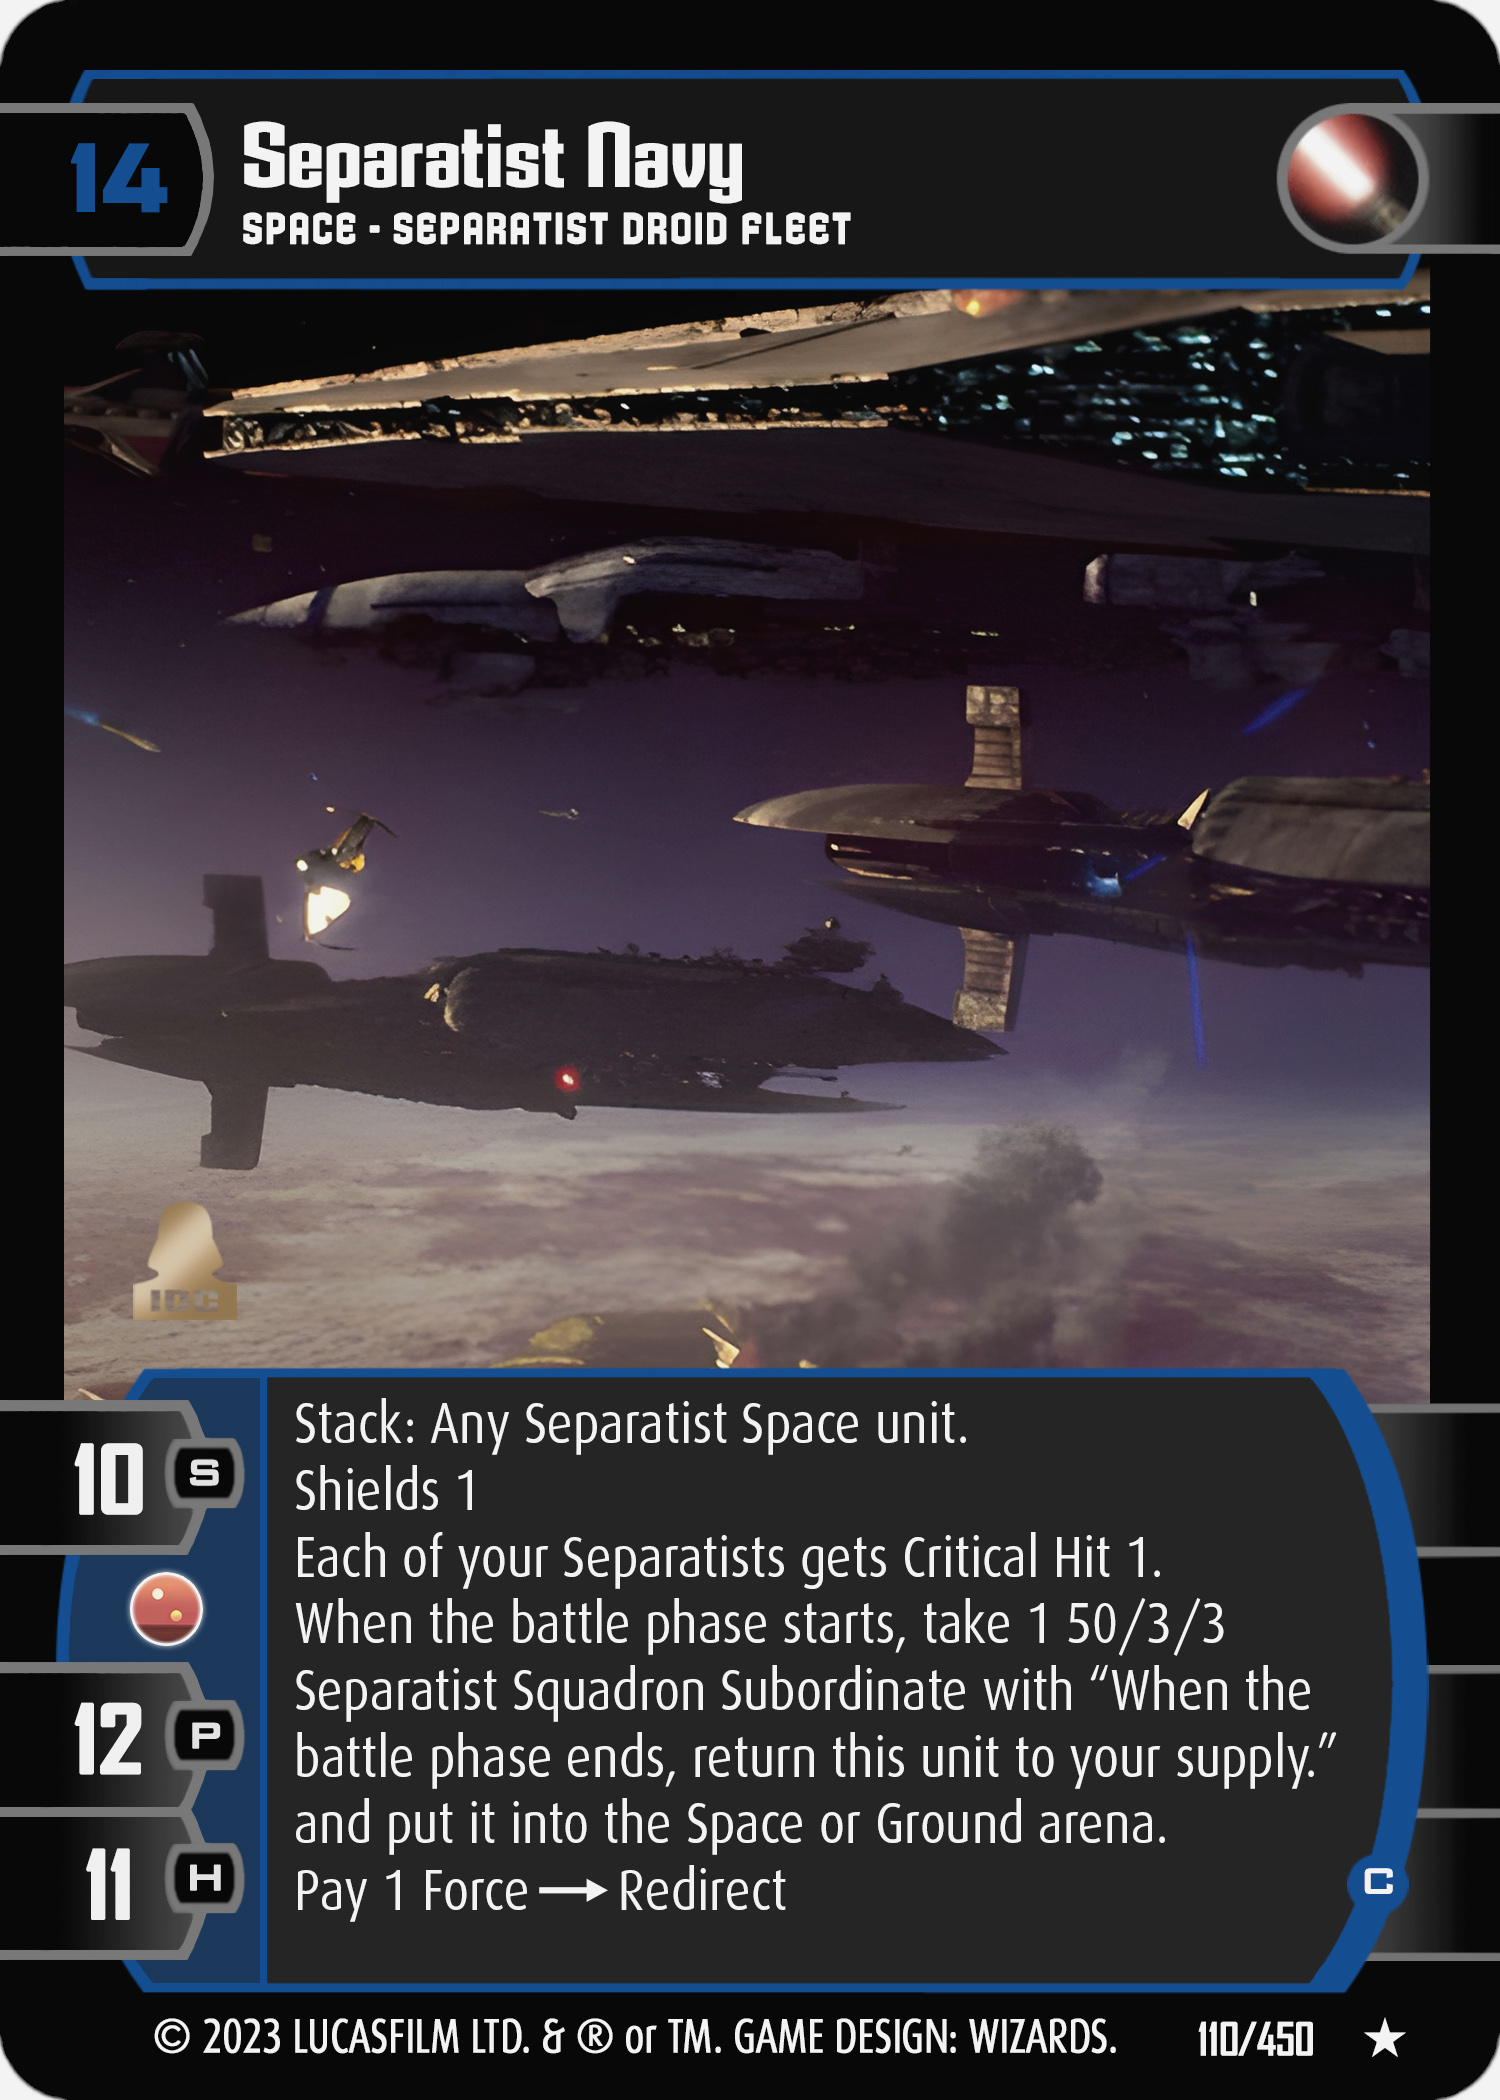 14
Separatist Navy
SPACE - SEPARATIST DROID FLEET
IDC
10 S
12 P
11 H
Stack: Any Separatist Space unit.
Shields 1
Each of your Separatists gets Critical Hit 1.
When the battle phase starts, take 1 50/3/3
Separatist Squadron Subordinate with “When the
battle phase ends, return this unit to your supply.”
and put it into the Space or Ground arena.
Pay 1 Force → Redirect
C
© 2023 LUCASFILM LTD. & ® or TM. GAME DESIGN: WIZARDS. 110/450 ★